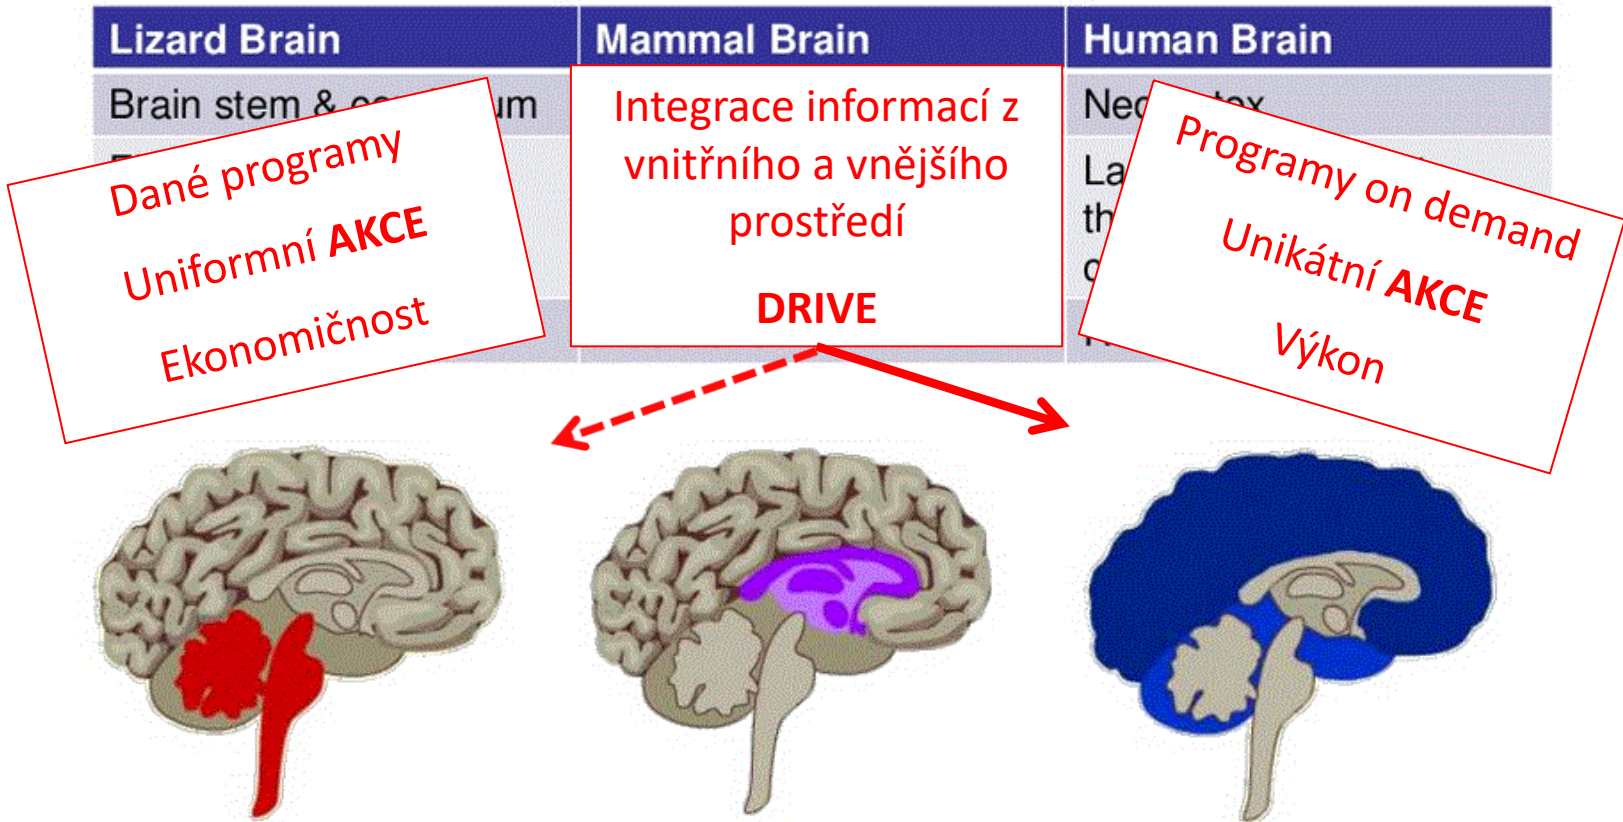 Lizard Brain
Mammal Brain
Human Brain
Brain stem &
Dané programy
Uniformní AKCE
Ekonomičnost
Integrace informací z
vnitřního a vnějšího
prostředí
DRIVE
Programy on demand
Unikátní AKCE
Výkon